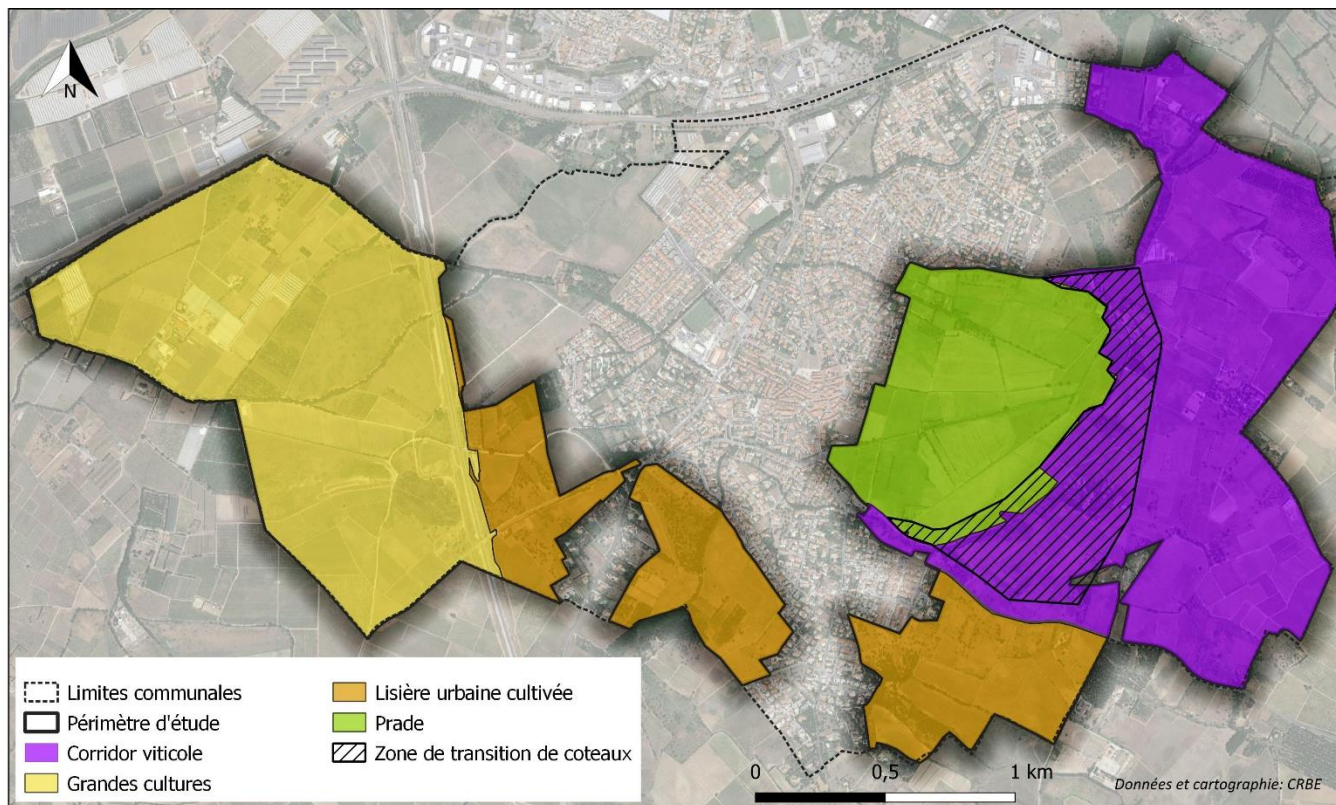 N
Limites communales
Périmètre d'étude
Corridor viticole
Grandes cultures
Lisière urbaine cultivée
Prade
Zone de transition de coteaux
0 0,5 1 km
Données et cartographie: CRBE